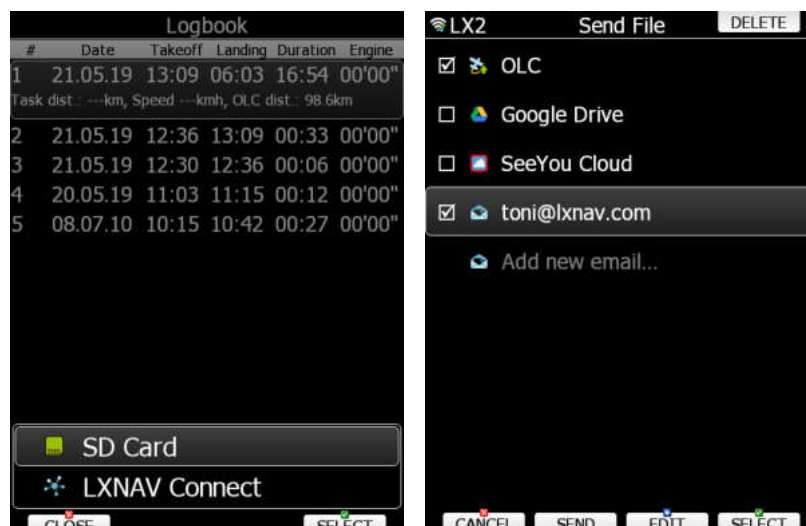 Logbook
# Date Takeoff Landing Duration Engine
1 21.05.19 13:09 06:03 16:54 00'00"
Task dist.: ---km, Speed ---kmh, OLC dist.: 98.6km
2 21.05.19 12:36 13:09 00:33 00'00"
3 21.05.19 12:30 12:36 00:06 00'00"
4 20.05.19 11:03 11:15 00:12 00'00"
5 08.07.10 10:15 10:42 00:27 00'00"
SD Card
LXNAV Connect
CLOSE SELECT
LX2 Send File DELETE
OLC
Google Drive
SeeYou Cloud
toni@lxnav.com
Add new email...
CANCEL SEND EDIT SELECT